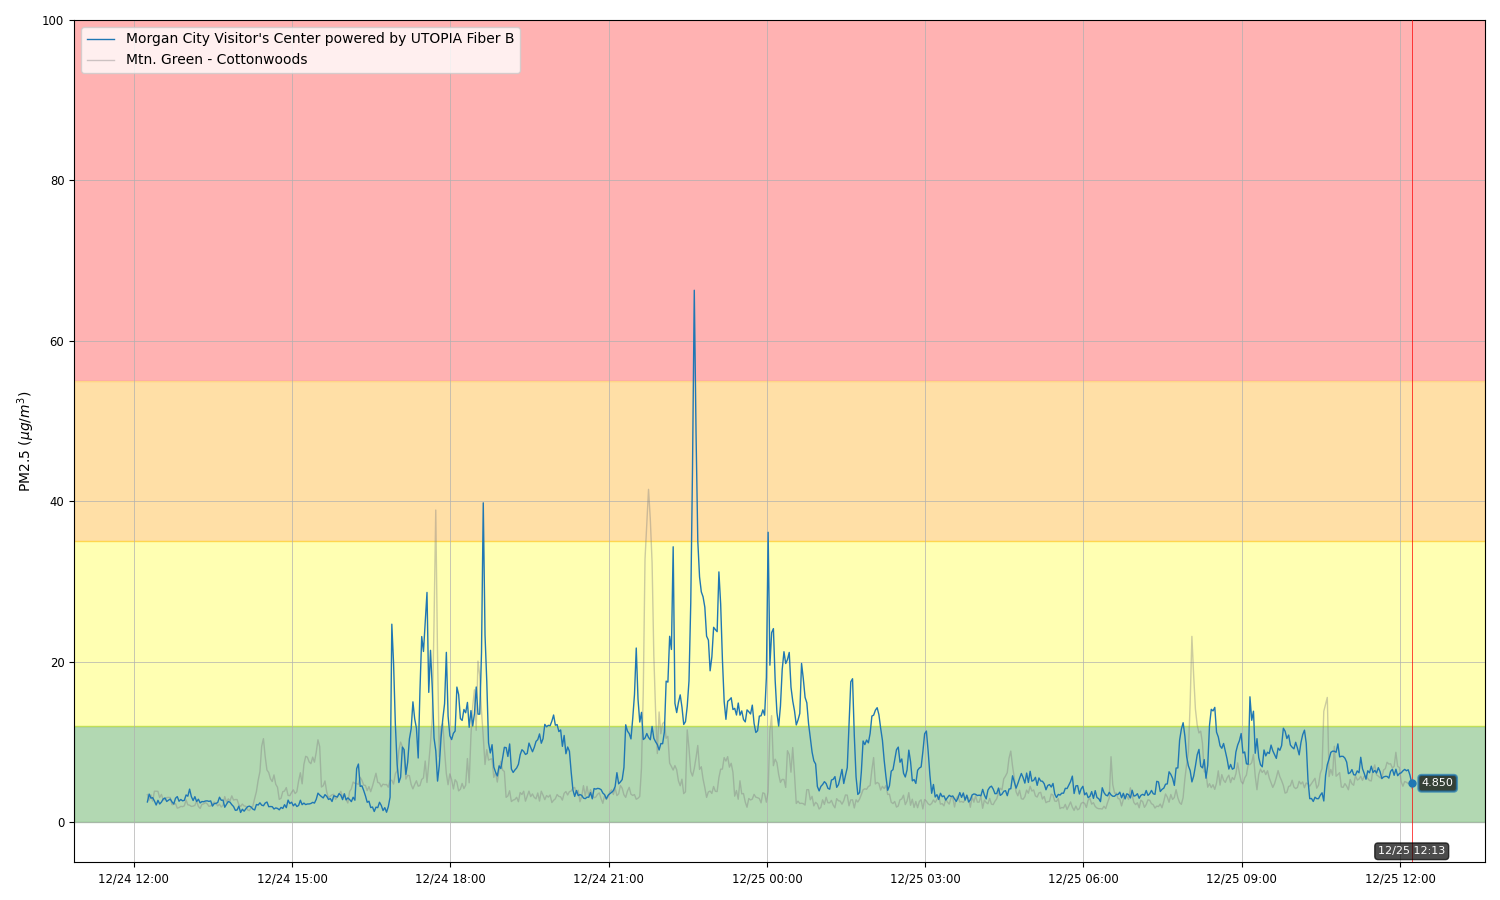 100
80
60
40
20
0
PM2.5 (μg/m³)
Morgan City Visitor's Center powered by UTOPIA Fiber B
Mtn. Green - Cottonwoods
4.850
12/25 12:13
12/24 12:00 12/24 15:00 12/24 18:00 12/24 21:00 12/25 00:00 12/25 03:00 12/25 06:00 12/25 09:00 12/25 12:00